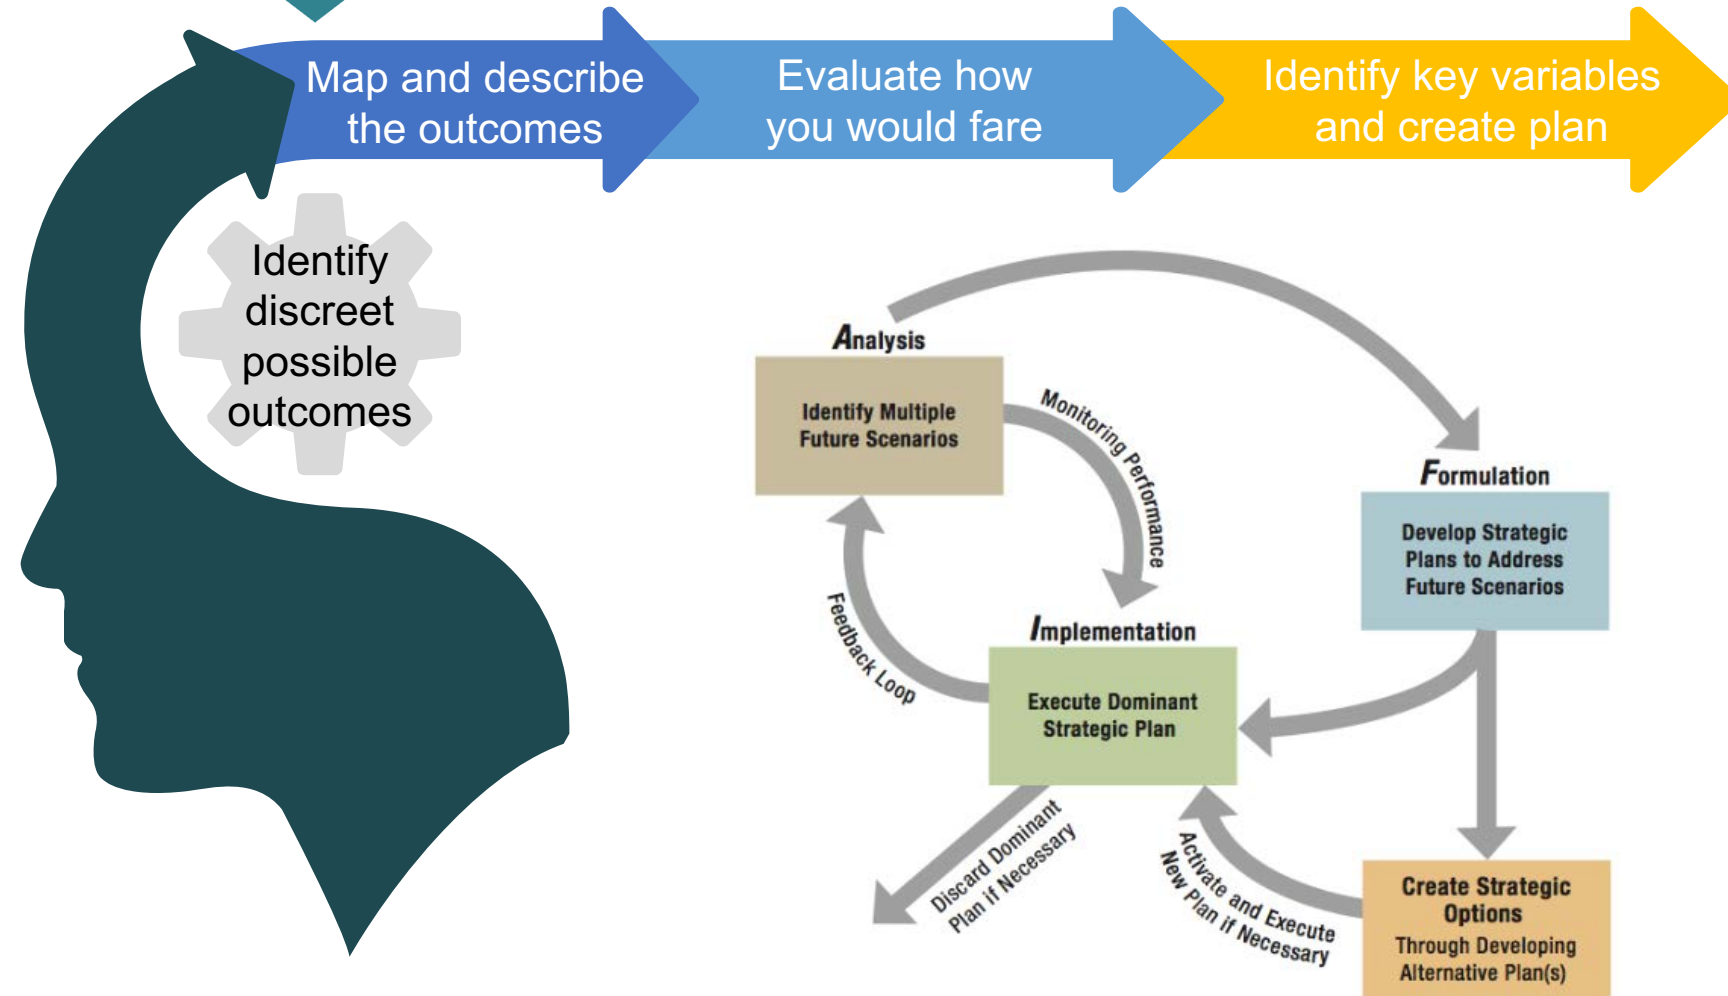 Map and describe
the outcomes
Evaluate how
you would fare
Identify key variables
and create plan
Identify
discreet
possible
outcomes
Analysis
Identify Multiple
Future Scenarios
Monitoring Performance
Formulation
Develop Strategic
Plans to Address
Future Scenarios
Feedback Loop
Implementation
Execute Dominant
Strategic Plan
Discard Dominant
Plan if Necessary
Activate and Execute
New Plan if Necessary
Create Strategic
Options
Through Developing
Alternative Plan(s)